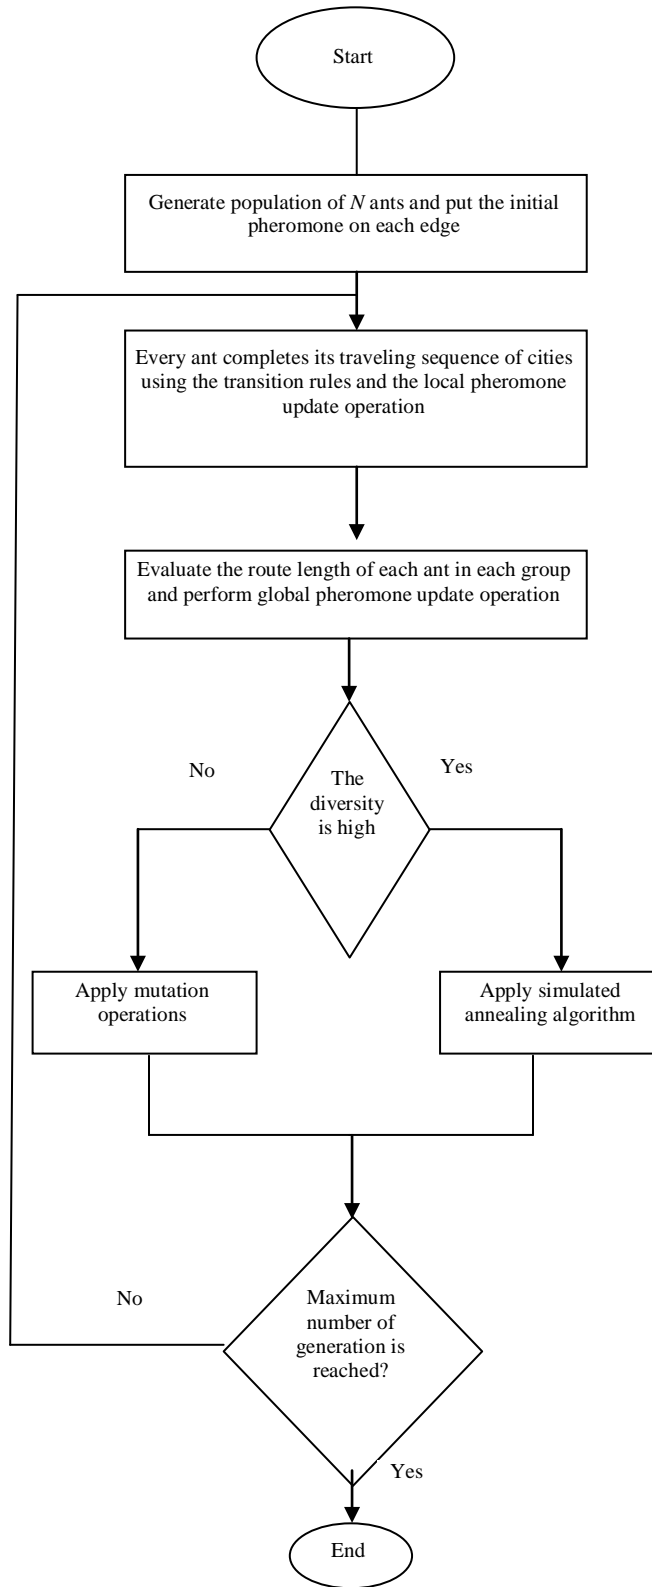 Start
Generate population of N ants and put the initial
pheromone on each edge
Every ant completes its traveling sequence of cities
using the transition rules and the local pheromone
update operation
Evaluate the route length of each ant in each group
and perform global pheromone update operation
No
Yes
The
diversity
is high
Apply mutation
operations
Apply simulated
annealing algorithm
No
Maximum
number of
generation is
reached?
Yes
End